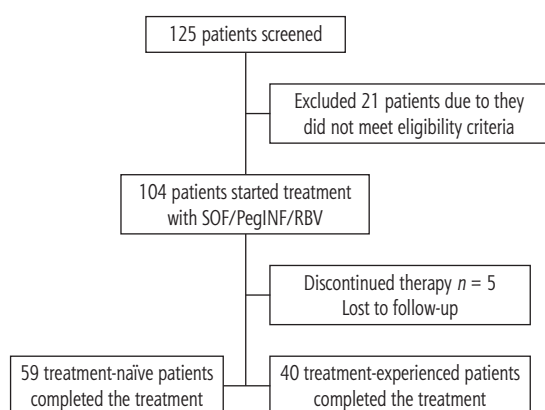 125 patients screened
Excluded 21 patients due to they
did not meet eligibility criteria
104 patients started treatment
with SOF/PegINF/RBV
Discontinued therapy n = 5
Lost to follow-up
59 treatment-naïve patients
completed the treatment
40 treatment-experienced patients
completed the treatment